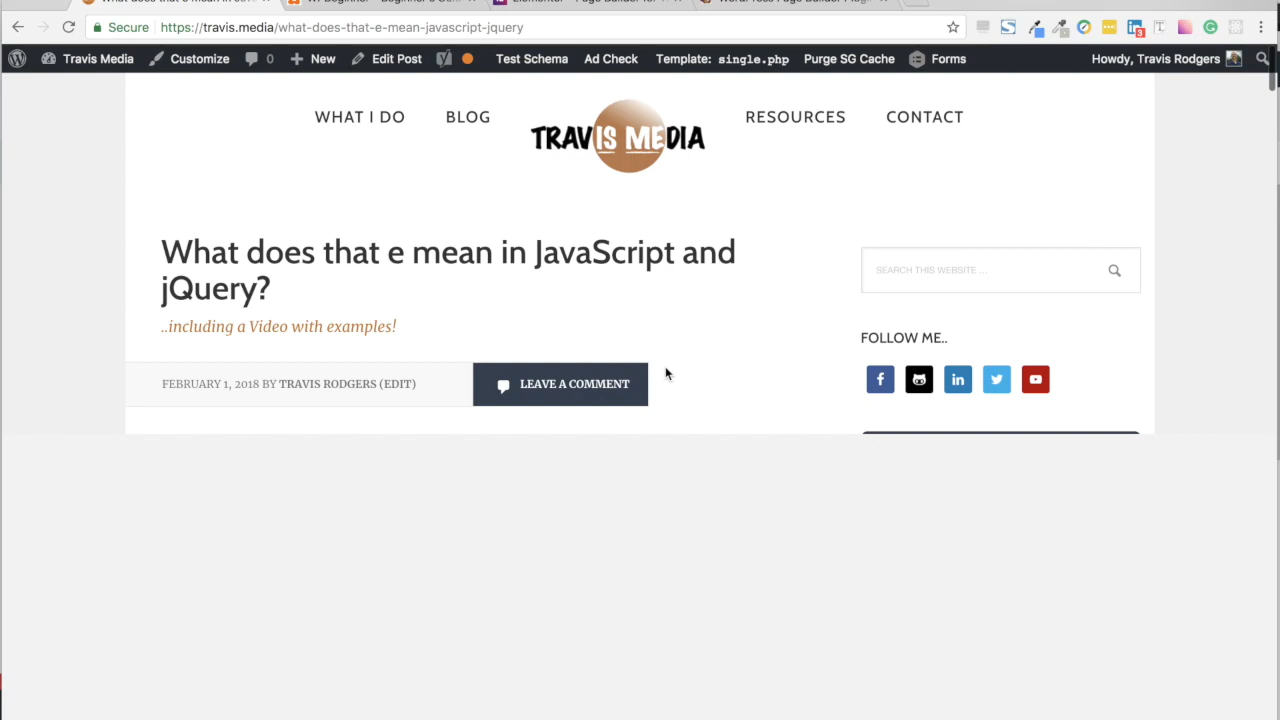 Secure https://travis.media/what-does-that-e-mean-javascript-jquery
3
Travis Media Customize 0 New Edit Post Test Schema Ad Check Template: single.php Purge SG Cache Forms Howdy, Travis Rodgers
WHAT I DO BLOG TRAVIS MEDIA RESOURCES CONTACT
What does that e mean in JavaScript and
jQuery?
..including a Video with examples!
FEBRUARY 1, 2018 BY TRAVIS RODGERS (EDIT) LEAVE A COMMENT
SEARCH THIS WEBSITE ...
FOLLOW ME..